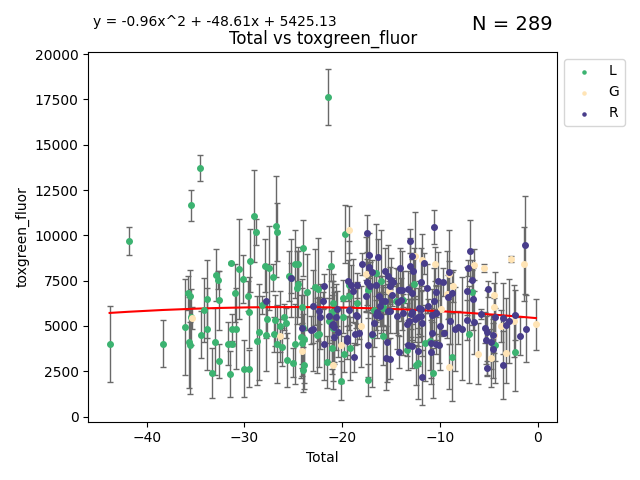 y = -0.96x^2 + -48.61x + 5425.13
N = 289
Total vs toxgreen_fluor
20000
17500
15000
12500
10000
7500
5000
2500
0
toxgreen_fluor
−40
−30
−20
−10
0
Total
L
G
R